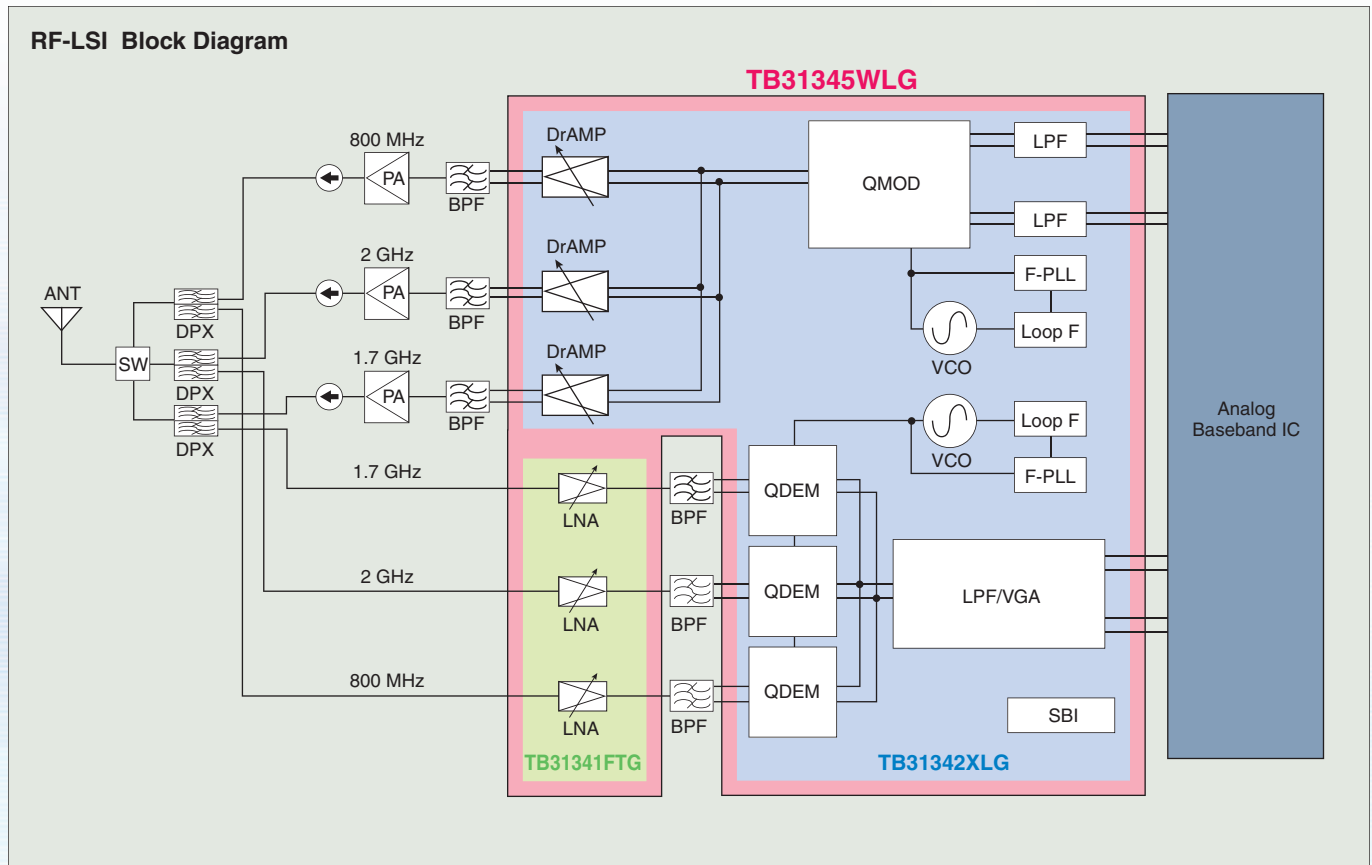 RF-LSI Block Diagram
TB31345WLG
800 MHz
PA
BPF
DrAMP
QMOD
LPF
LPF
2 GHz
PA
BPF
DrAMP
F-PLL
Loop F
VCO
ANT
SW
DPX
DPX
DPX
1.7 GHz
PA
BPF
DrAMP
Loop F
F-PLL
VCO
Analog
Baseband IC
1.7 GHz
LNA
BPF
QDEM
2 GHz
LNA
BPF
QDEM
LPF/VGA
800 MHz
LNA
BPF
QDEM
SBI
TB31341FTG
TB31342XLG